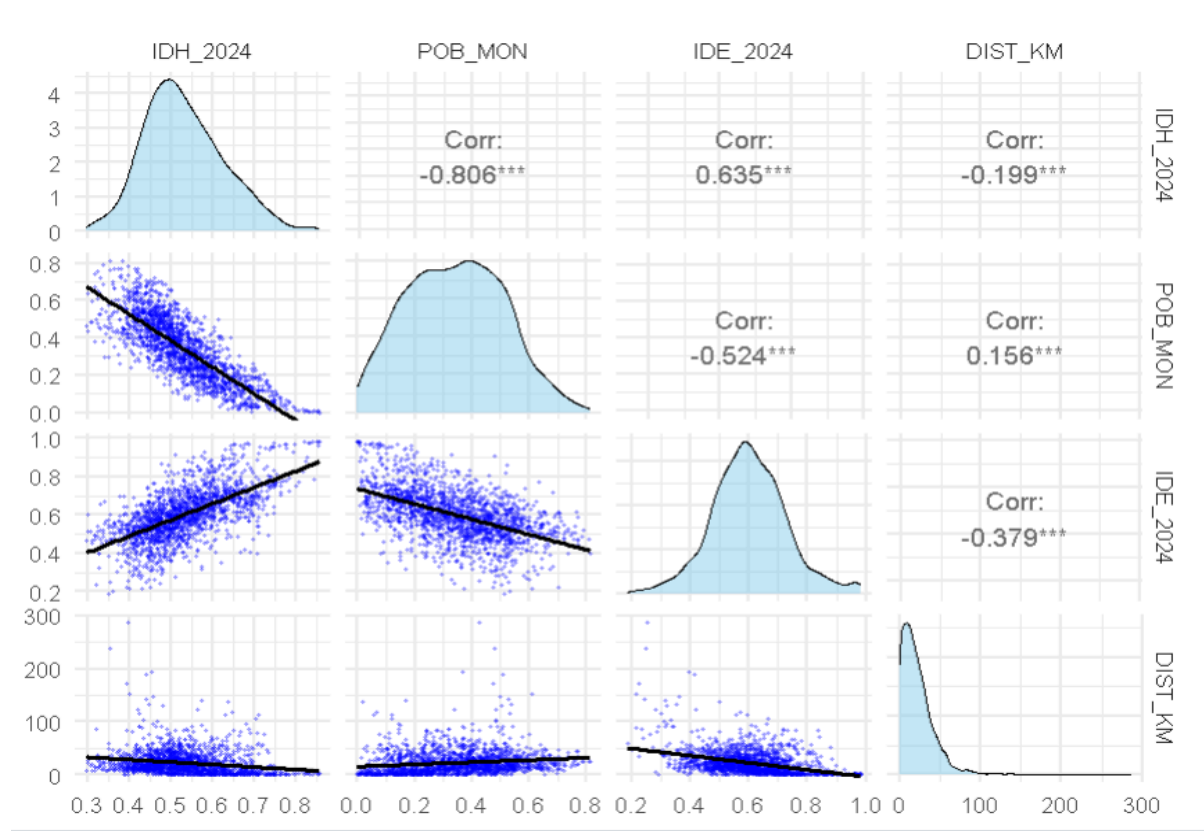 IDH_2024 POB_MON IDE_2024 DIST_KM
4
3
2
1
0
Corr:
-0.806***
Corr:
0.635***
Corr:
-0.199***
IDH_2024
0.8
0.6
0.4
0.2
0.0
Corr:
-0.524***
Corr:
0.156***
POB_MON
1.0
0.8
0.6
0.4
0.2
Corr:
-0.379***
IDE_2024
300
200
100
0
DIST_KM
0.3 0.4 0.5 0.6 0.7 0.8 0.0 0.2 0.4 0.6 0.8 0.2 0.4 0.6 0.8 1.0 0 100 200 300